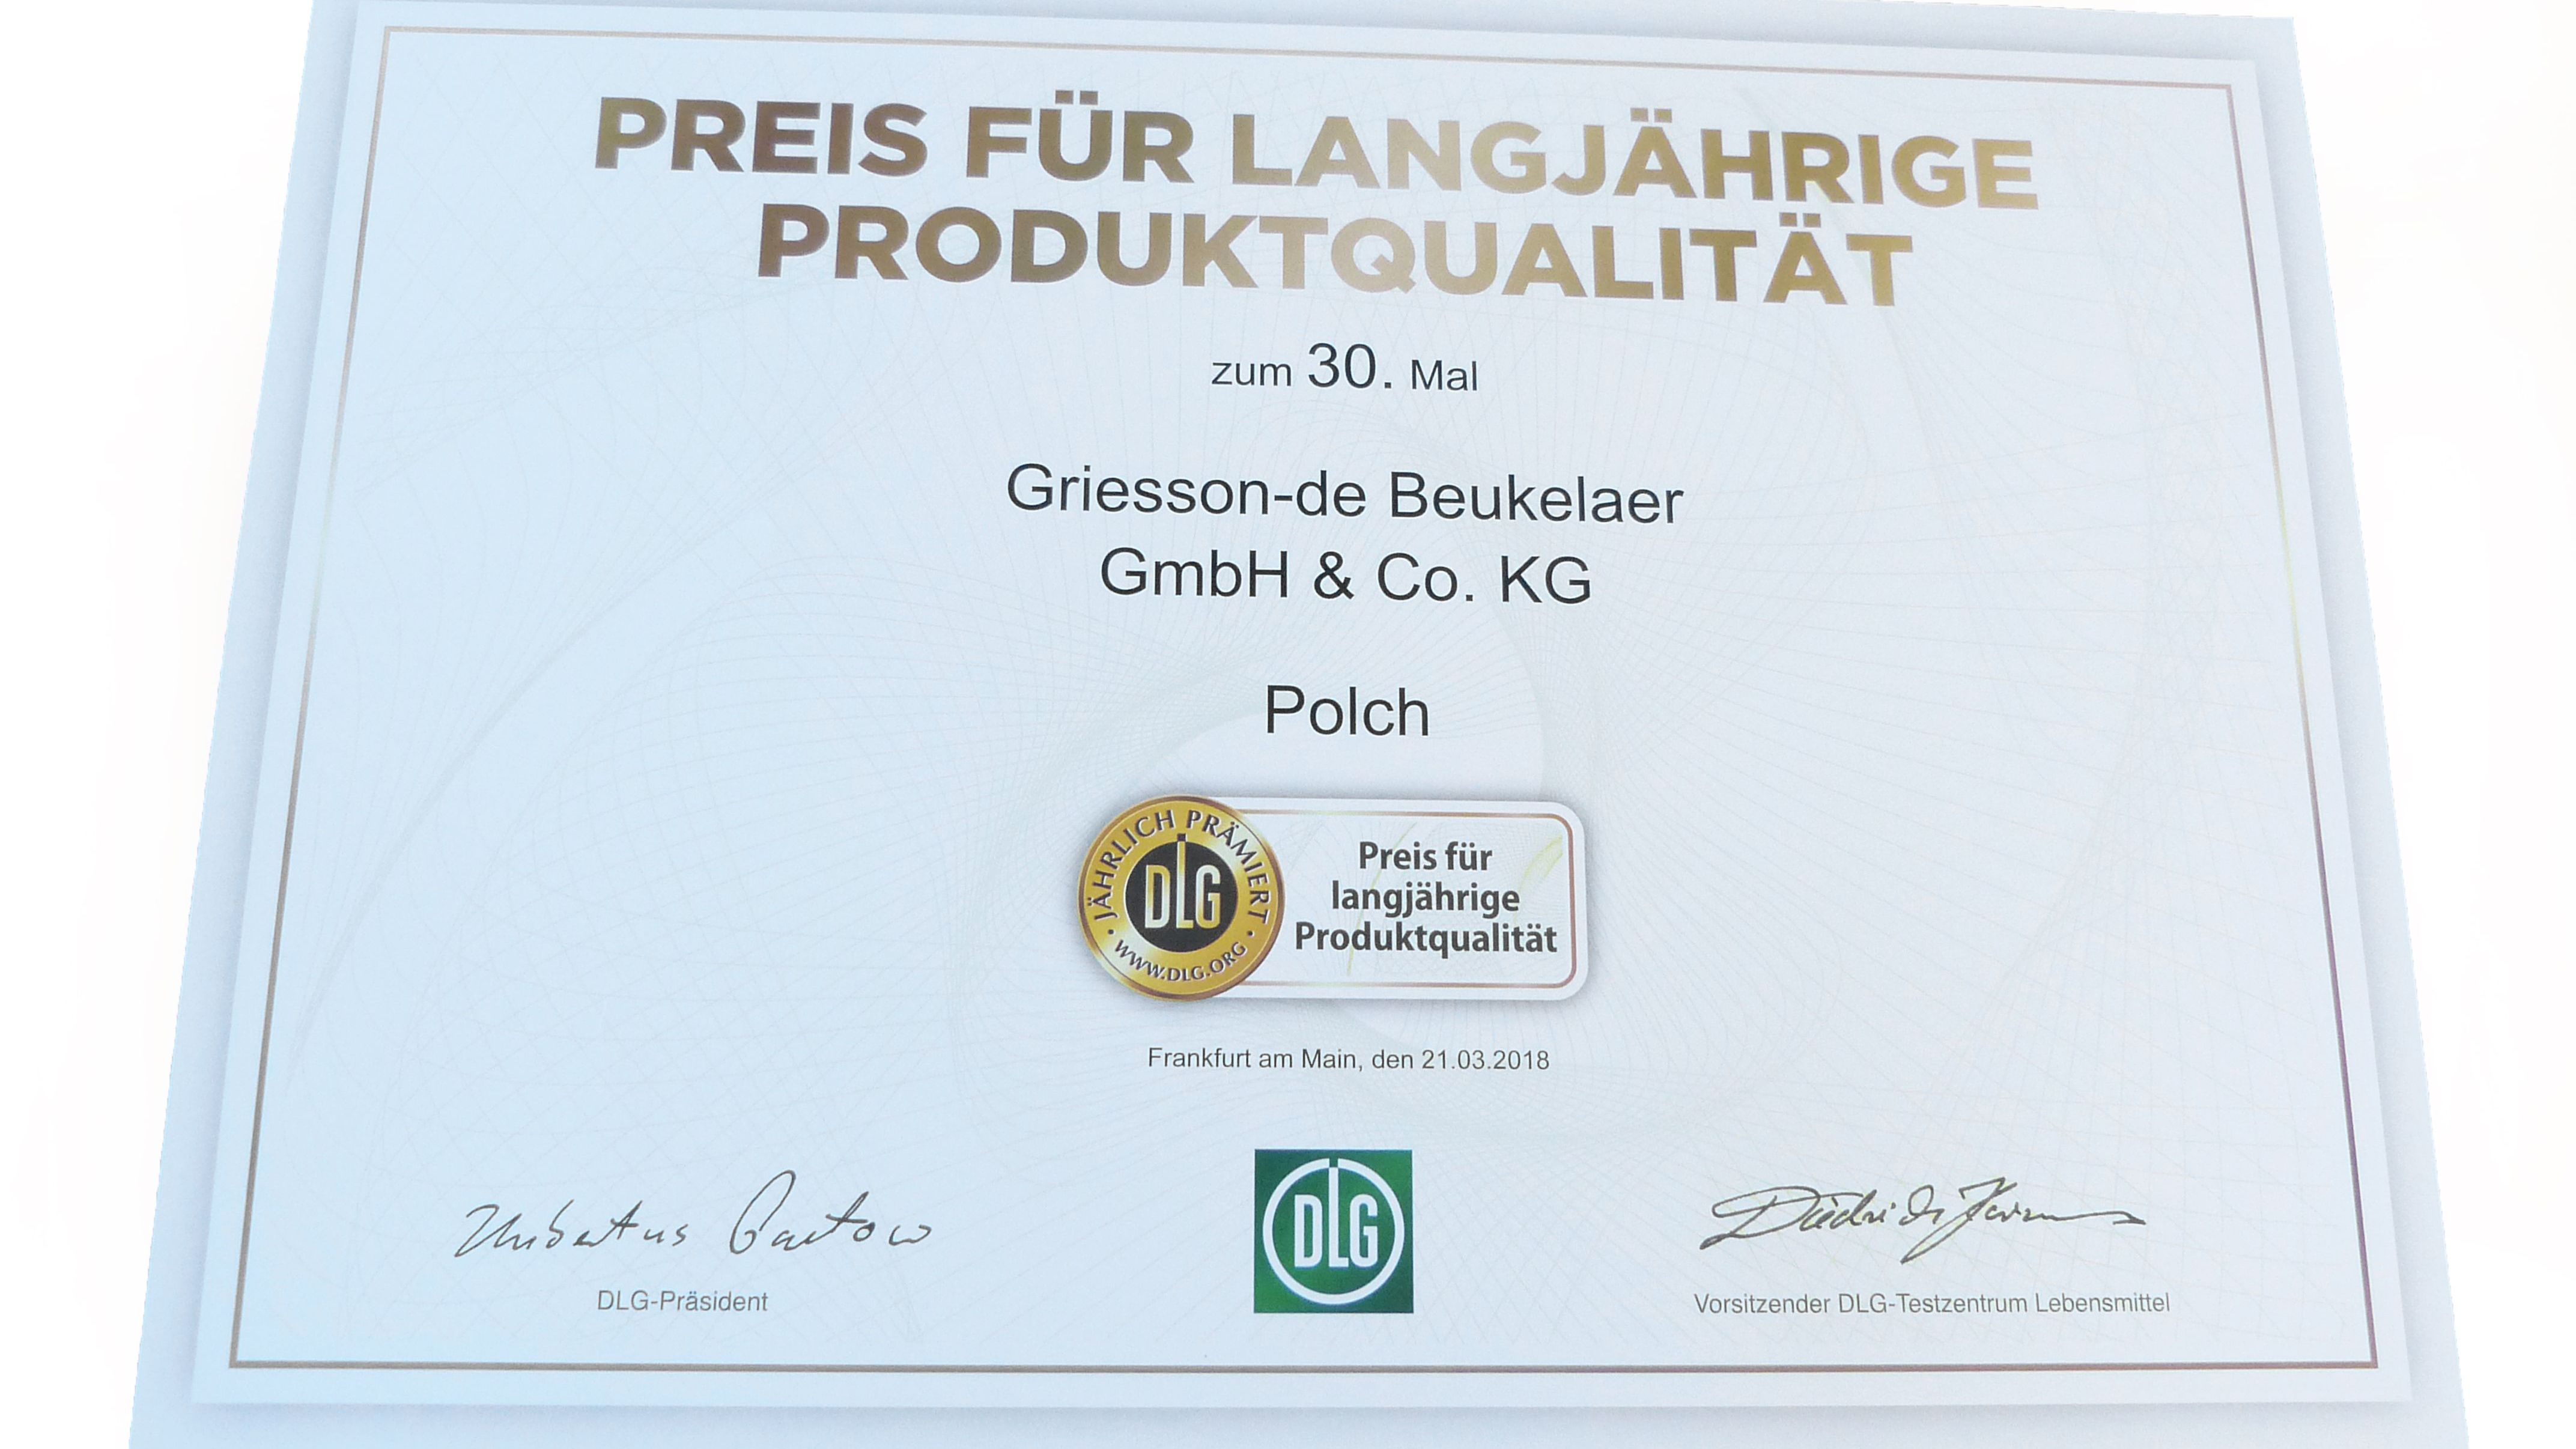 PREIS FÜR LANGJÄHRIGE
PRODUKTQUALITÄT
zum 30. Mal
Griesson-de Beukelaer
GmbH & Co. KG
Polch
JÄHRLICH PRÄMIERT
DLG
WWW.DLG.ORG
Preis für
langjährige
Produktqualität
Frankfurt am Main, den 21.03.2018
Hubertus Paetow
DLG
DLG-Präsident
Vorsitzender DLG-Testzentrum Lebensmittel